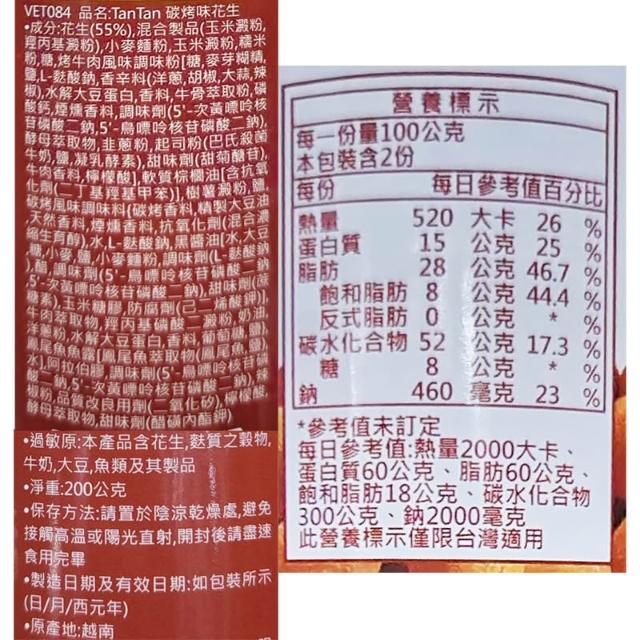 VET084 品名:TanTan 碳烤味花生
•成分:花生(55%),混合製品(玉米澱粉,
羥丙基澱粉),小麥麵粉,玉米澱粉,糯米
粉,糖,烤牛肉風味調味粉[糖,麥芽糊精,
鹽,L-麩酸鈉,香辛料(洋蔥,胡椒,大蒜,辣
椒),水解大豆蛋白,香料,牛骨萃取粉,磷
酸鈣,煙燻香料,調味劑(5'-次黃嘌呤核
苷磷酸二鈉,5'-鳥嘌呤核苷磷酸二鈉),
酵母萃取物,韭蔥粉,起司粉(巴氏殺菌
牛奶,鹽,凝乳酵素),甜味劑(甜菊醣苷),
牛肉香料,檸檬酸],軟質棕櫚油[含抗氧
化劑(二丁基羥基甲苯)],樹薯澱粉,鹽,
碳烤風味調味料{碳烤香料,精製大豆油
,天然香料,煙燻香料,抗氧化劑(混合濃
縮生育醇),水,L-麩酸鈉,黑醬油[水,大豆
,糖,小麥,鹽,小麥麵粉,調味劑(L-麩酸鈉
),醋,調味劑(5'-鳥嘌呤核苷磷酸二鈉
,5'-次黃嘌呤核苷磷酸二鈉),甜味劑(蔗
糖素),玉米糖膠,防腐劑(己二烯酸鉀)],
牛肉萃取物,羥丙基磷酸二澱粉,奶油,
洋蔥粉,水解大豆蛋白,香料,葡萄糖,鹽,
鳳尾魚魚露[鳳尾魚萃取物(鳳尾魚,鹽,
水],阿拉伯膠,調味劑(5'-鳥嘌呤核苷磷
酸二鈉,5'-次黃嘌呤核苷磷酸二鈉),辣
椒粉,品質改良用劑(二氧化矽),檸檬酸,
酵母萃取物,甜味劑(醋磺內酯鉀)
•過敏原:本產品含花生,麩質之穀物,
牛奶,大豆,魚類及其製品
•淨重:200公克
•保存方法:請置於陰涼乾燥處,避免
接觸高溫或陽光直射,開封後請盡速
食用完畢
•製造日期及有效日期:如包裝所示
(日/月/西元年)
•原產地:越南
營養標示
每一份量100公克
本包裝含2份
每份 每日參考值百分比
熱量 520 大卡 26 %
蛋白質 15 公克 25 %
脂肪 28 公克 46.7 %
飽和脂肪 8 公克 44.4 %
反式脂肪 0 公克 * %
碳水化合物 52 公克 17.3 %
糖 8 公克 * %
鈉 460 毫克 23 %
*參考值未訂定
每日參考值:熱量2000大卡、
蛋白質60公克、脂肪60公克、
飽和脂肪18公克、碳水化合物
300公克、鈉2000毫克
此營養標示僅限台灣適用